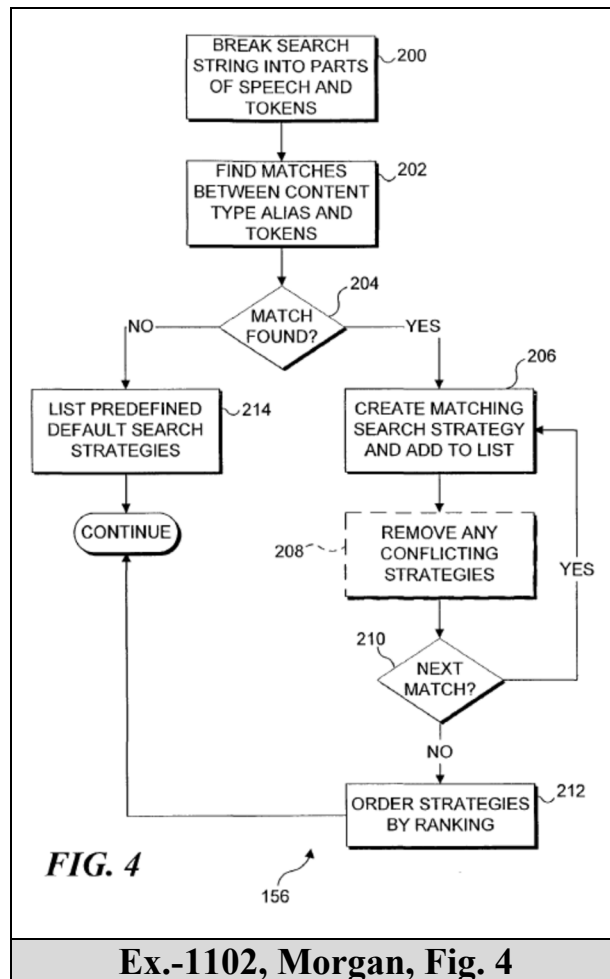 BREAK SEARCH
STRING INTO PARTS
OF SPEECH AND
TOKENS
200
FIND MATCHES
BETWEEN CONTENT
TYPE ALIAS AND
TOKENS
202
MATCH
FOUND?
204
NO
YES
LIST PREDEFINED
DEFAULT SEARCH
STRATEGIES
214
206
CREATE MATCHING
SEARCH STRATEGY
AND ADD TO LIST
CONTINUE
208
REMOVE ANY
CONFLICTING
STRATEGIES
YES
210
NEXT
MATCH?
NO
ORDER STRATEGIES
BY RANKING
212
FIG. 4
156
Ex.-1102, Morgan, Fig. 4